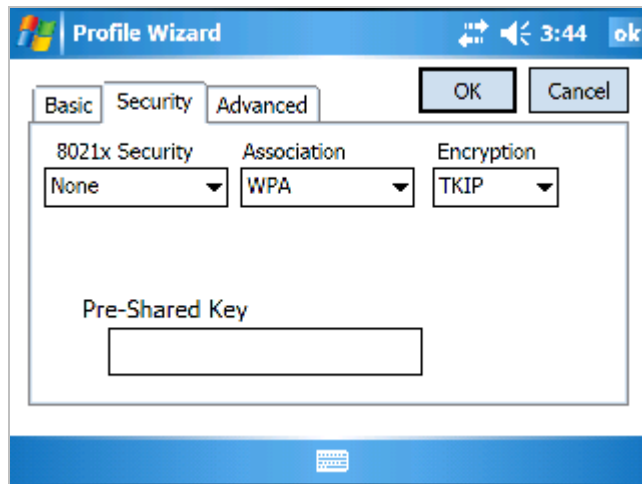 Profile Wizard 3:44 ok
Basic Security Advanced OK Cancel
8021x Security Association Encryption
None WPA TKIP
Pre-Shared Key